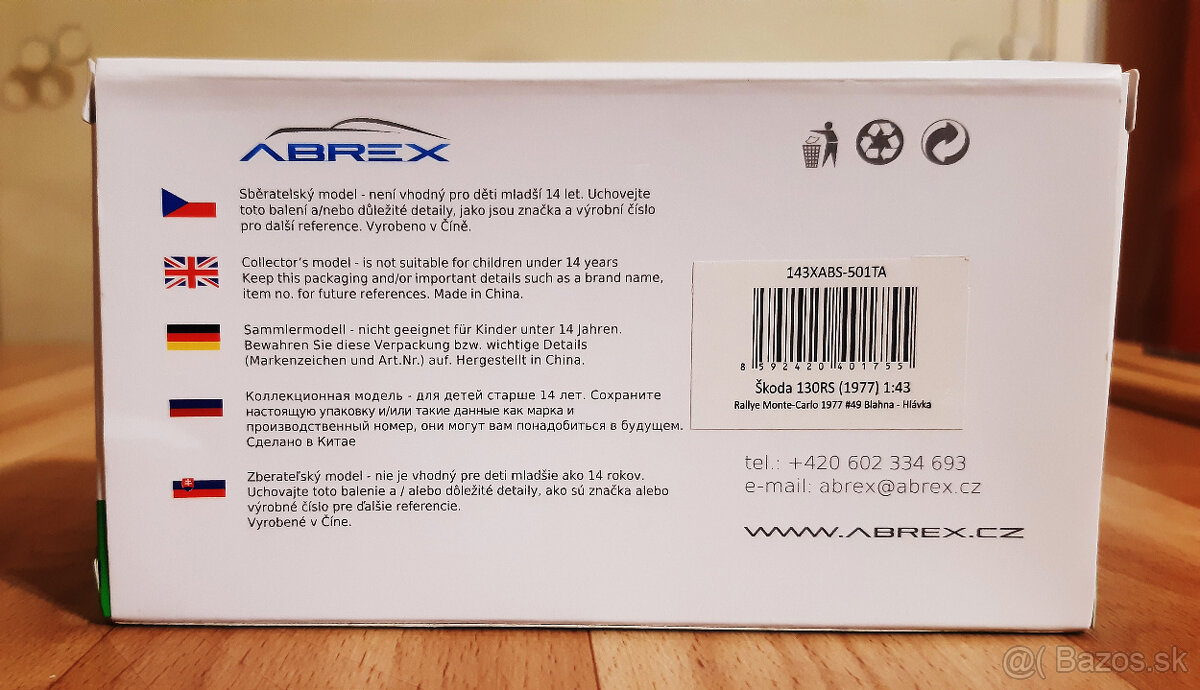 ABREX
Sběratelský model - není vhodný pro děti mladší 14 let. Uchovejte
toto balení a/nebo důležité detaily, jako jsou značka a výrobní číslo
pro další reference. Vyrobeno v Číně.
Collector's model - is not suitable for children under 14 years
Keep this packaging and/or important details such as a brand name,
item no. for future references. Made in China.
Sammlermodell - nicht geeignet für Kinder unter 14 Jahren.
Bewahren Sie diese Verpackung bzw. wichtige Details
(Markenzeichen und Art.Nr.) auf. Hergestellt in China.
Коллекционная модель - для детей старше 14 лет. Сохраните
настоящую упаковку и/или такие данные как марка и
производственный номер, они могут вам понадобиться в будущем.
Сделано в Китае
Zberateľský model - nie je vhodný pre deti mladšie ako 14 rokov.
Uchovajte toto balenie a / alebo dôležité detaily, ako sú značka alebo
výrobné číslo pre ďalšie referencie.
Vyrobené v Číne.
143XABS-501TA
8 592420 401755
Škoda 130RS (1977) 1:43
Rallye Monte-Carlo 1977 #49 Blahna - Hlávka
tel.: +420 602 334 693
e-mail: abrex@abrex.cz
WWW.ABREX.CZ
@( Bazos.sk